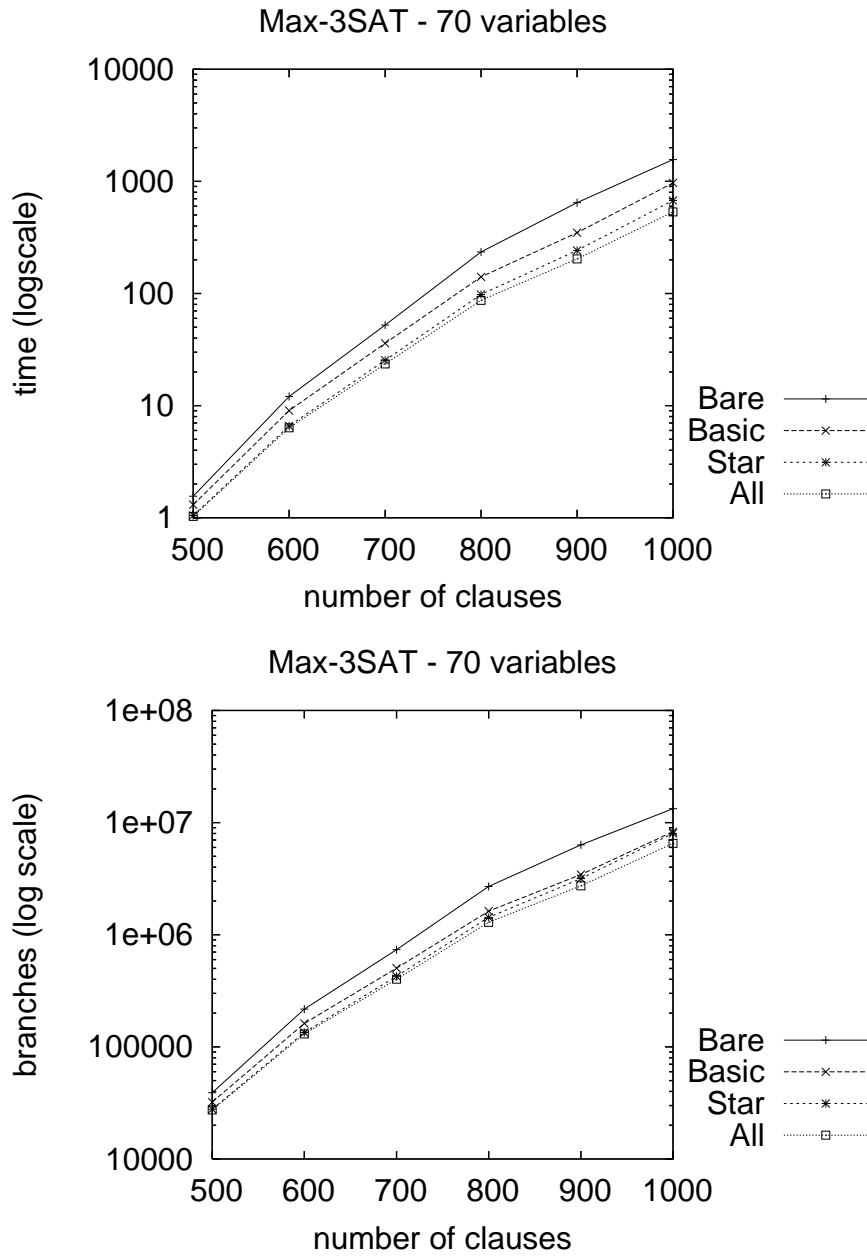 Max-3SAT - 70 variables
10000
1000
100
10
1
time (logscale)
500 600 700 800 900 1000
number of clauses
Bare
Basic
Star
All
Max-3SAT - 70 variables
1e+08
1e+07
1e+06
100000
10000
branches (log scale)
500 600 700 800 900 1000
number of clauses
Bare
Basic
Star
All